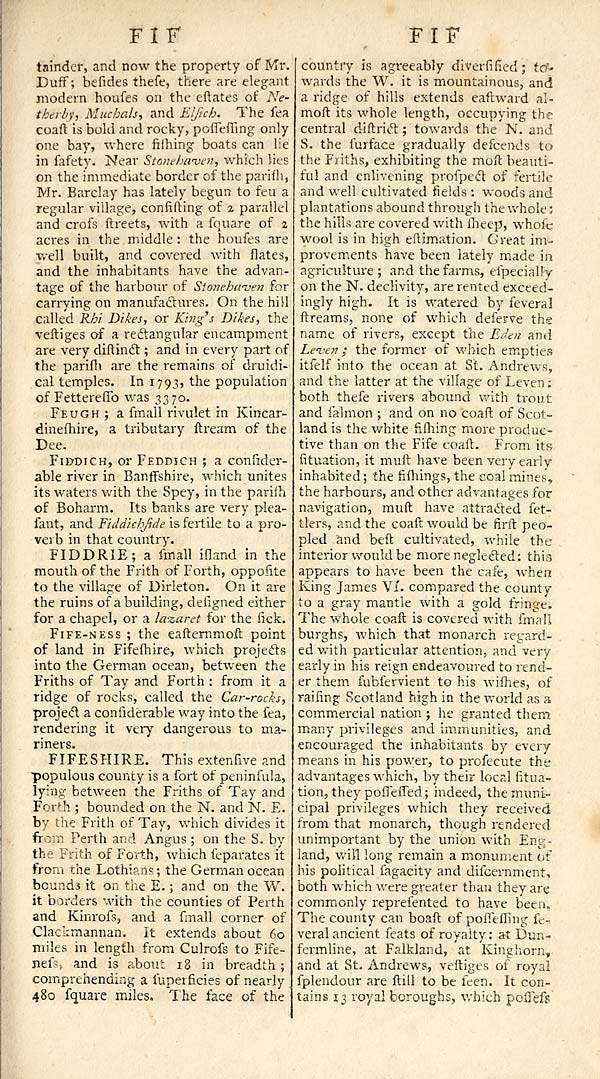 FIF
FIF
tainder, and now the property of Mr.
Duff; beſides theſe, there are elegant
modern houſes on the eſtates of Ne-
therby, Muchals, and Elſich. The ſea
coaſt is bold and rocky, poſſeſſing only
one bay, where fiſhing boats can lie
in ſafety. Near Stonehaven, which lies
on the immediate border of the pariſh,
Mr. Barclay has lately begun to feu a
regular village, conſiſting of 2 parallel
and croſs ſtreets, with a ſquare of 2
acres in the middle: the houſes are
well built, and covered with ſlates,
and the inhabitants have the advan-
tage of the harbour of Stonehaven for
carrying on manufactures. On the hill
called Rhi Dikes, or King's Dikes, the
veſtiges of a rectangular encampment
are very diſtinct; and in every part of
the pariſh are the remains of druidi-
cal temples. In 1793, the population
of Fettereſſo was 3370.
FEUGH; a ſmall rivulet in Kincar-
dineſhire, a tributary ſtream of the
Dee.
FIDDICH, or FEDDICH; a conſider-
able river in Banffshire, which unites
its waters with the Spey, in the pariſh
of Boharm. Its banks are very plea-
ſant, and Fiddichſide is fertile to a pro-
verb in that country.
FIDDRIE; a ſmall iſland in the
mouth of the Frith of Forth, oppoſite
to the village of Dirleton. On it are
the ruins of a building, deſigned either
for a chapel, or a lazaret for the ſick.
FIFE-NESS; the eaſternmoſt point
of land in Fifeſhire, which projects
into the German ocean, between the
Friths of Tay and Forth: from it a
ridge of rocks, called the Car-rocks,
project a conſiderable way into the ſea,
rendering it very dangerous to ma-
riners.
FIFESHIRE. This extenſive and
populous county is a ſort of peninſula,
lying between the Friths of Tay and
Forth; bounded on the N. and N. E.
by the Frith of Tay, which divides it
from Perth and Angus; on the S. by
the Frith of Forth, which ſeparates it
from the Lothians; the German ocean
bounds it on the E.; and on the W.
it borders with the counties of Perth
and Kinroſs, and a ſmall corner of
Clackmannan. It extends about 60
miles in length from Culroſs to Fife-
neſs, and is about 18 in breadth;
comprehending a ſuperficies of nearly
480 ſquare miles. The face of the
country is agreeably diverſified; to-
wards the W. it is mountainous, and
a ridge of hills extends eaſtward al-
moſt its whole length, occupying the
central diſtrict; towards the N. and
S. the ſurface gradually deſcends to
the Friths, exhibiting the moſt beauti-
ful and enlivening proſpect of fertile
and well cultivated fields: woods and
plantations abound through the whole:
the hills are covered with ſheep, whoſe
wool is in high eſtimation. Great im-
provements have been lately made in
agriculture; and the farms, eſpecially
on the N. declivity, are rented exceed-
ingly high. It is watered by ſeveral
ſtreams, none of which deſerve the
name of rivers, except the Eden and
Leven; the former of which empties
itſelf into the ocean at St. Andrews,
and the latter at the village of Leven:
both theſe rivers abound with trout
and ſalmon; and on no coaſt of Scot-
land is the white fiſhing more produc-
tive than on the Fife coaſt. From its
ſituation, it muſt have been very early
inhabited; the fiſhings, the coal mines,
the harbours, and other advantages for
navigation, muſt have attracted ſet-
tlers, and the coaſt would be firſt peo-
pled and beſt cultivated, while the
interior would be more neglected: this
appears to have been the caſe, when
King James VI. compared the county
to a gray mantle with a gold fringe.
The whole coaſt is covered with ſmall
burghs, which that monarch regard-
ed with particular attention, and very
early in his reign endeavoured to rend-
er them ſubſervient to his wiſhes, of
raiſing Scotland high in the world as a
commercial nation; he granted them
many privileges and immunities, and
encouraged the inhabitants by every
means in his power, to proſecute the
advantages which, by their local ſitua-
tion, they poſſeſſed; indeed, the muni-
cipal privileges which they received
from that monarch, though rendered
unimportant by the union with Eng-
land, will long remain a monument of
his political ſagacity and diſcernment,
both which were greater than they are
commonly repreſented to have been.
The county can boaſt of poſſeſſing ſe-
veral ancient ſeats of royalty: at Dun-
fermline, at Falkland, at Kinghorn,
and at St. Andrews, veſtiges of royal
ſplendour are ſtill to be ſeen. It con-
tains 13 royal boroughs, which poſſeſs